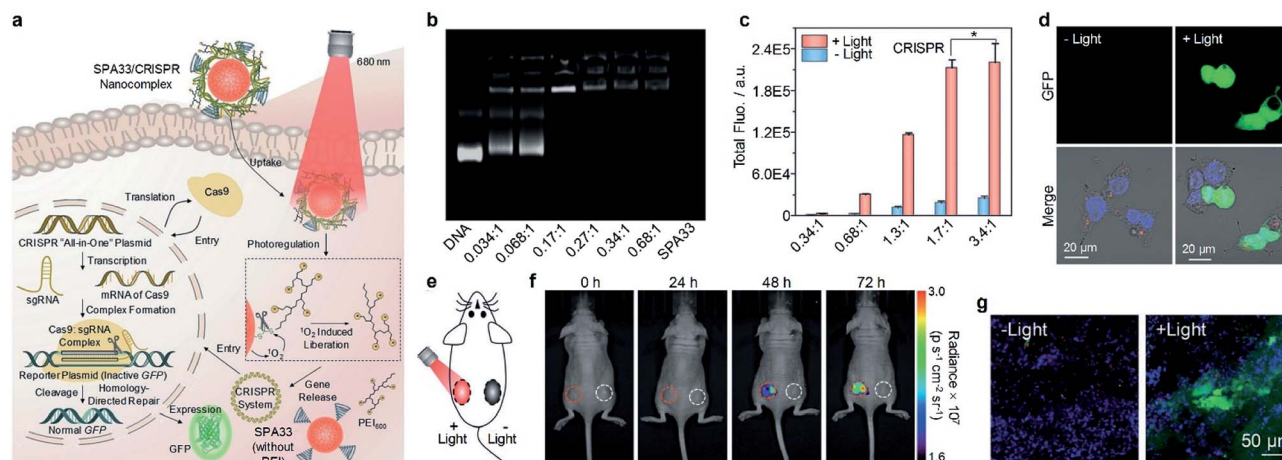 a
SPA33/CRISPR
Nanocomplex
680 nm
Uptake
Translation
Cas9
Entry
CRISPR "All-in-One" Plasmid
Transcription
sgRNA
mRNA of Cas9
Complex Formation
Cas9: sgRNA
Complex
Reporter Plasmid (Inactive GFP)
Cleavage
Homology-
Directed Repair
Normal GFP
Expression
GFP
Photoregulation
¹O₂
¹O₂ Induced
Liberation
Entry
CRISPR
System
Gene
Release
PEI₆₀₀
SPA33
(without
PEI)
b
DNA
0.034:1
0.068:1
0.17:1
0.27:1
0.34:1
0.68:1
SPA33
c
Total Fluo. / a.u.
2.4E5
1.8E5
1.2E5
6.0E4
0
+ Light
- Light
CRISPR
*
0.34:1
0.68:1
1.3:1
1.7:1
3.4:1
d
- Light
+ Light
GFP
Merge
20 µm
20 µm
e
+
Light
-
Light
f
0 h
24 h
48 h
72 h
3.0
1.6
Radiance × 10⁷
(p s⁻¹ cm⁻² sr⁻¹)
g
-Light
+Light
50 µm